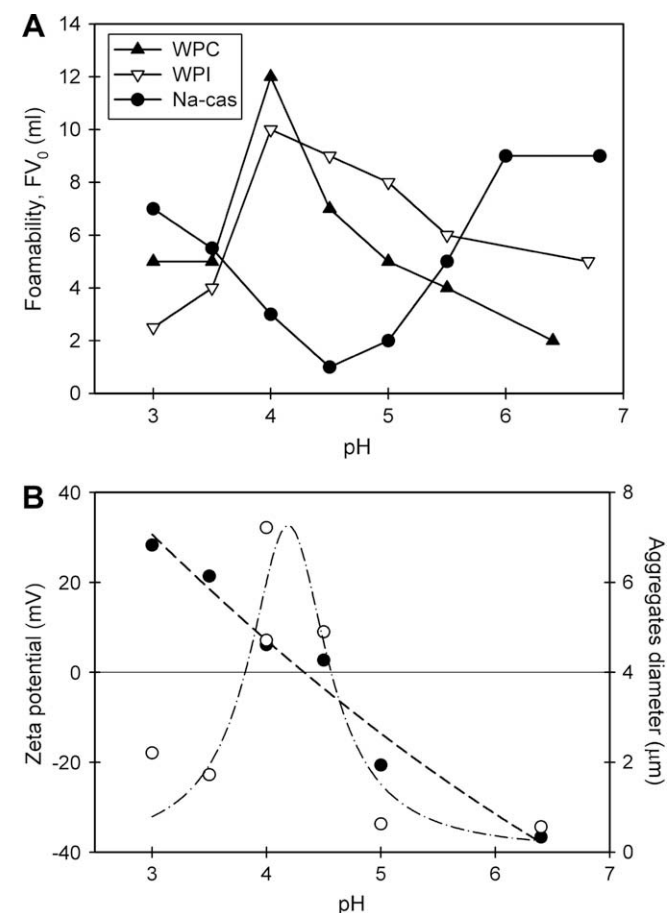 A
14
12
10
8
6
4
2
0
Foamability, FV0 (ml)
WPC
WPI
Na-cas
3 4 5 6 7
pH
B
40
20
0
-20
-40
Zeta potential (mV)
8
6
4
2
0
Aggregates diameter (μm)
3 4 5 6 7
pH